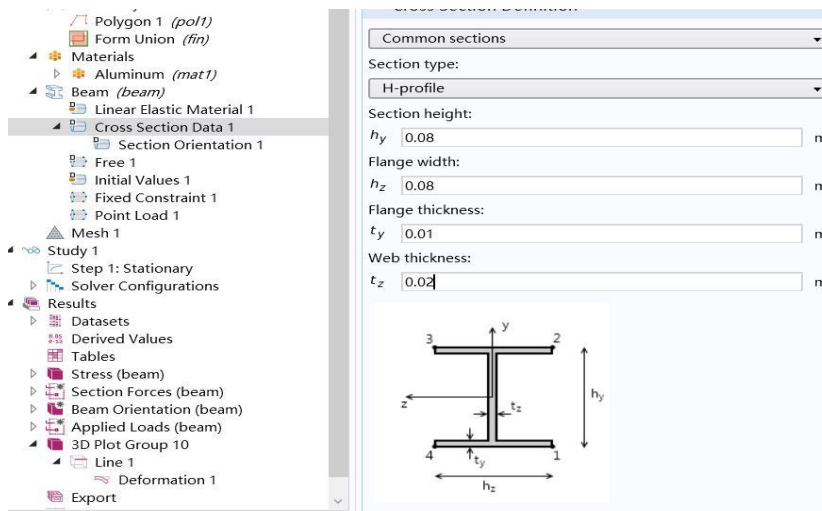 Polygon 1 (pol1)
Form Union (fin)
Materials
Aluminum (mat1)
Beam (beam)
Linear Elastic Material 1
Cross Section Data 1
Section Orientation 1
Free 1
Initial Values 1
Fixed Constraint 1
Point Load 1
Mesh 1
Study 1
Step 1: Stationary
Solver Configurations
Results
Datasets
Derived Values
Tables
Stress (beam)
Section Forces (beam)
Beam Orientation (beam)
Applied Loads (beam)
3D Plot Group 10
Line 1
Deformation 1
Export
Common sections
Section type:
H-profile
Section height:
hy 0.08
Flange width:
hz 0.08
Flange thickness:
ty 0.01
Web thickness:
tz 0.02
y
3
2
z
tz
hy
4
ty
1
hz